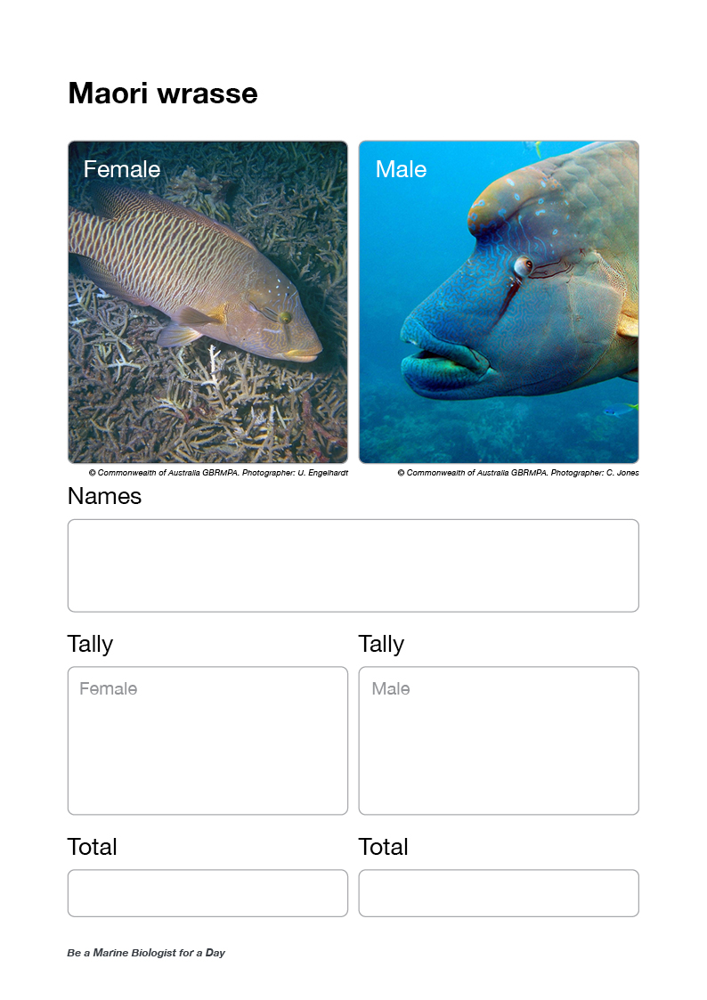 Maori wrasse
Female
Male
© Commonwealth of Australia GBRMPA. Photographer: U. Engelhardt
© Commonwealth of Australia GBRMPA. Photographer: C. Jones
Names
Tally
Tally
Female
Male
Total
Total
Be a Marine Biologist for a Day